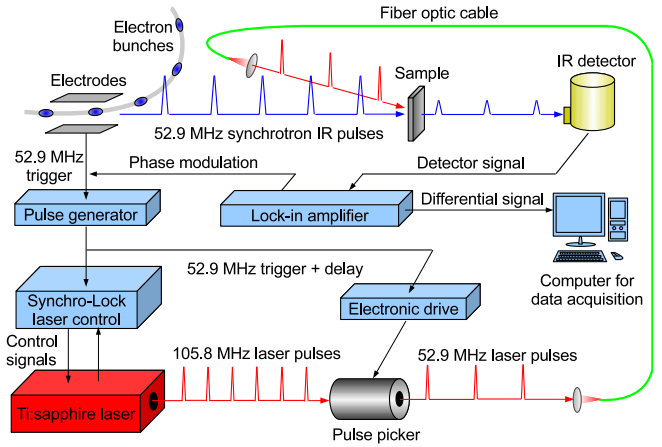 Electron
bunches
Fiber optic cable
Electrodes
Sample
IR detector
52.9 MHz synchrotron IR pulses
52.9 MHz
trigger
Phase modulation
Detector signal
Pulse generator
Lock-in amplifier
Differential signal
52.9 MHz trigger + delay
Computer for
data acquisition
Synchro-Lock
laser control
Electronic drive
Control
signals
105.8 MHz laser pulses
52.9 MHz laser pulses
Ti:sapphire laser
Pulse picker